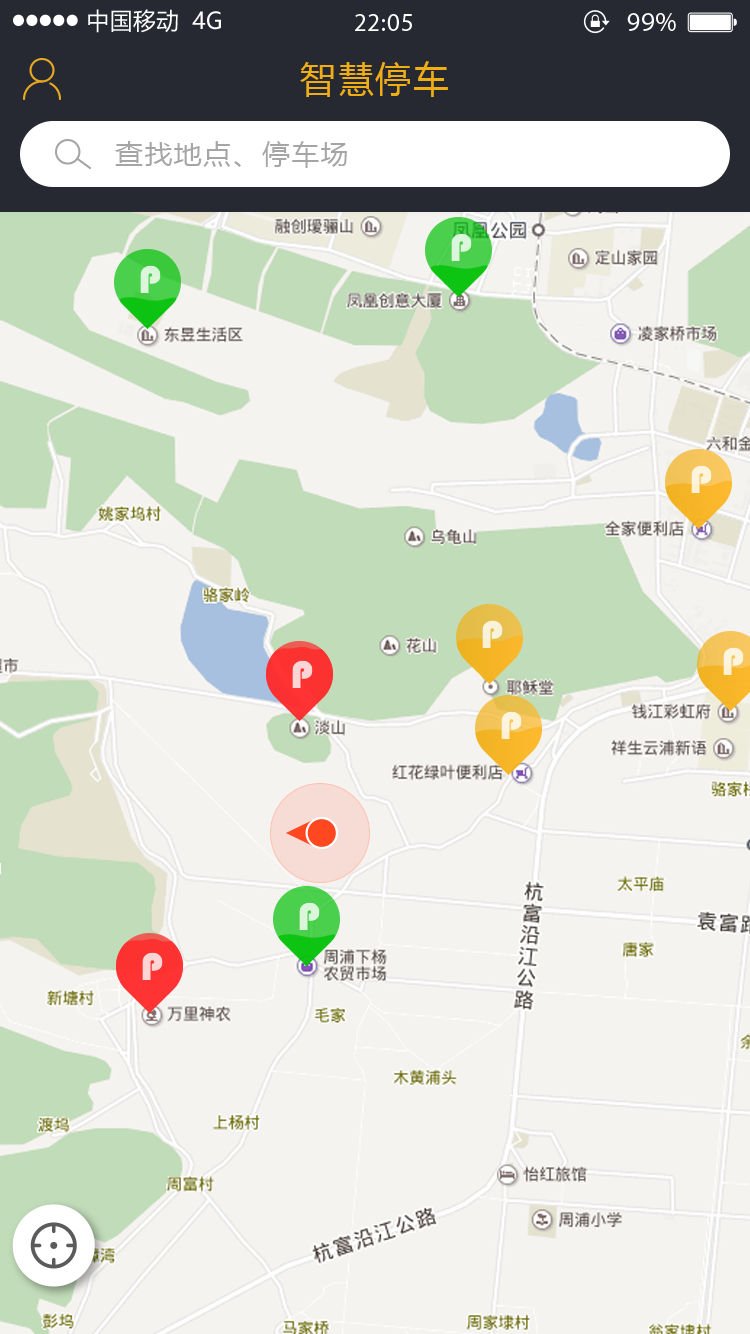 中国移动 4G 22:05 99%
智慧停车
查找地点、停车场
融创瑷骊山
凤凰公园
定山家园
P
P
凤凰创意大厦
东昱生活区
凌家桥市场
六和金
P
姚家坞村
全家便利店
乌龟山
骆家岭
P
花山
P
P
耶稣堂
钱江彩虹府
P
淡山
祥生云浦新语
红花绿叶便利店
太平庙
杭富沿江公路
P
袁富路
唐家
周浦下杨
农贸市场
P
新塘村
万里神农
毛家
木黄浦头
渡坞
上杨村
周富村
怡红旅馆
周浦小学
杭富沿江公路
湾
彭坞
马家桥
周家埭村